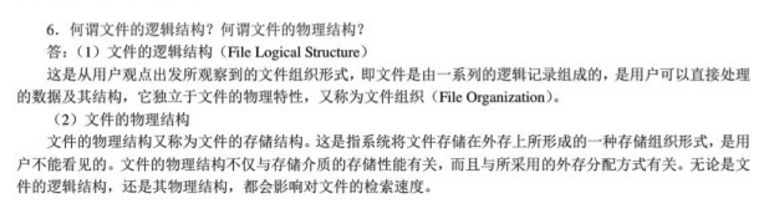 6．何谓文件的逻辑结构？何谓文件的物理结构？
答：（1）文件的逻辑结构（File Logical Structure）
这是从用户观点出发所观察到的文件组织形式，即文件是由一系列的逻辑记录组成的，是用户可以直接处理
的数据及其结构，它独立于文件的物理特性，又称为文件组织（File Organization）。
（2）文件的物理结构
文件的物理结构又称为文件的存储结构。这是指系统将文件存储在外存上所形成的一种存储组织形式，是用
户不能看见的。文件的物理结构不仅与存储介质的存储性能有关，而且与所采用的外存分配方式有关。无论是文
件的逻辑结构，还是其物理结构，都会影响对文件的检索速度。